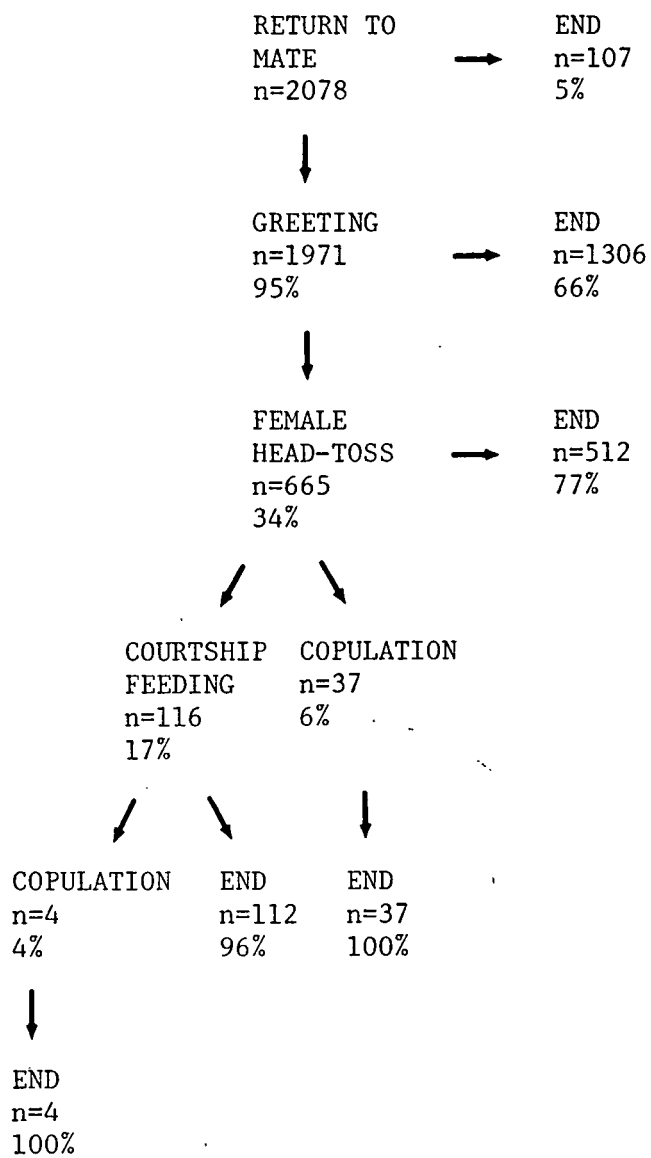 RETURN TO
MATE
n=2078
END
n=107
5%
GREETING
n=1971
95%
END
n=1306
66%
FEMALE
HEAD-TOSS
n=665
34%
END
n=512
77%
COURTSHIP
FEEDING
n=116
17%
COPULATION
n=37
6%
COPULATION
n=4
4%
END
n=112
96%
END
n=37
100%
END
n=4
100%